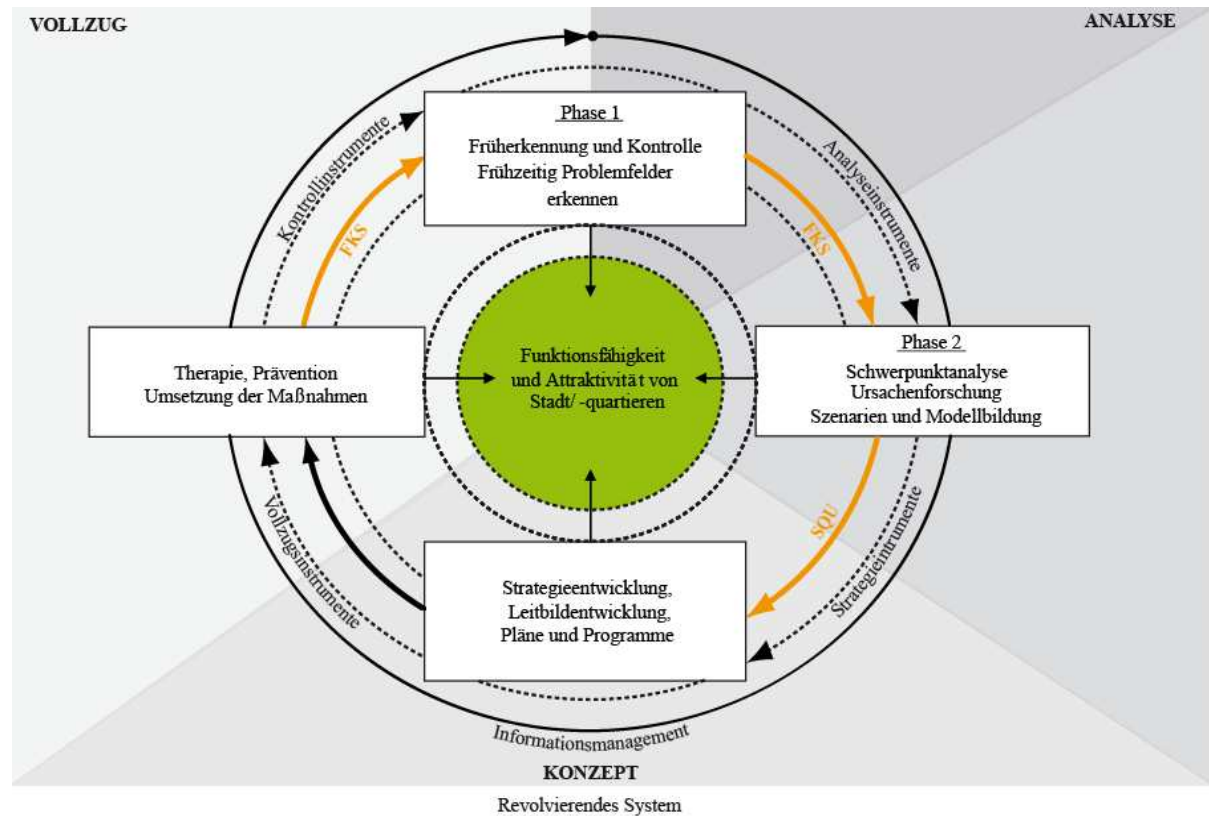 VOLLZUG
ANALYSE
Phase 1
Früherkennung und Kontrolle
Frühzeitig Problemfelder
erkennen
Kontrollinstrumente
Analyseinstrumente
FKS
FKS
Therapie, Prävention
Umsetzung der Maßnahmen
Funktionsfähigkeit
und Attraktivität von
Stadt/ -quartieren
Phase 2
Schwerpunktanalyse
Ursachenforschung
Szenarien und Modellbildung
SQU
Vollzugsinstrumente
Strategieintrumente
Strategieentwicklung,
Leitbildentwicklung,
Pläne und Programme
Informationsmanagement
KONZEPT
Revolvierendes System